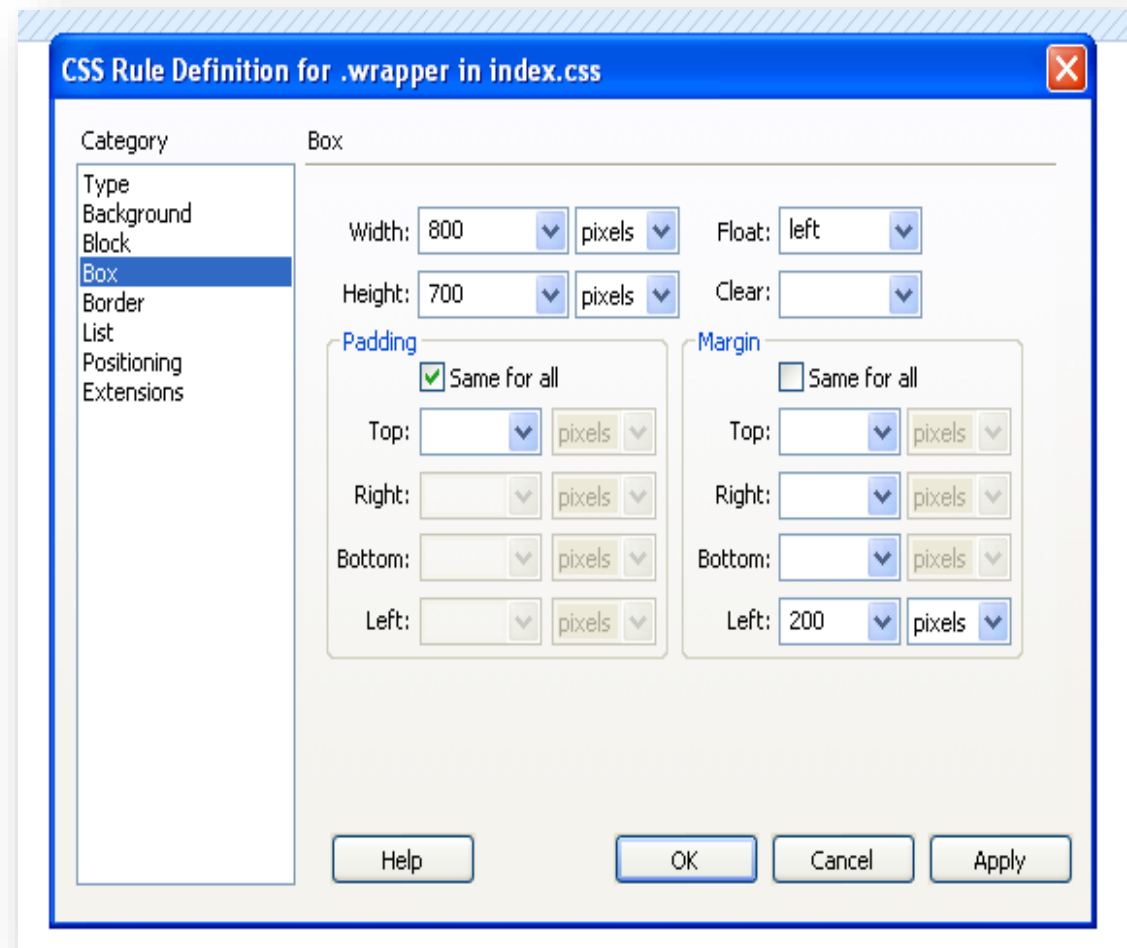 CSS Rule Definition for .wrapper in index.css
Category
Box
Type
Background
Block
Box
Border
List
Positioning
Extensions
Width: 800 pixels Float: left
Height: 700 pixels Clear:
Padding Margin
Same for all Same for all
Top: pixels Top: pixels
Right: pixels Right: pixels
Bottom: pixels Bottom: pixels
Left: pixels Left: 200 pixels
Help OK Cancel Apply